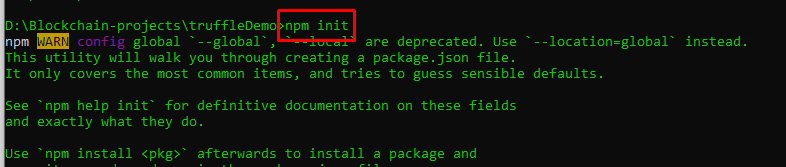 D:\Blockchain-projects\truffleDemo>npm init
npm WARN config global `--global`, `--local` are deprecated. Use `--location=global` instead.
This utility will walk you through creating a package.json file.
It only covers the most common items, and tries to guess sensible defaults.
See `npm help init` for definitive documentation on these fields
and exactly what they do.
Use `npm install <pkg>` afterwards to install a package and